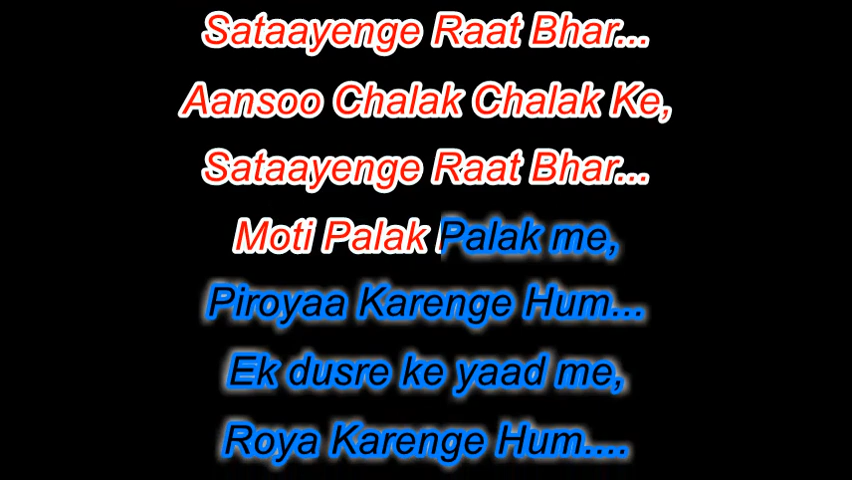 Sataayenge Raat Bhar...
Aansoo Chalak Chalak Ke,
Sataayenge Raat Bhar...
Moti Palak Palak me,
Piroyaa Karenge Hum...
Ek dusre ke yaad me,
Roya Karenge Hum....